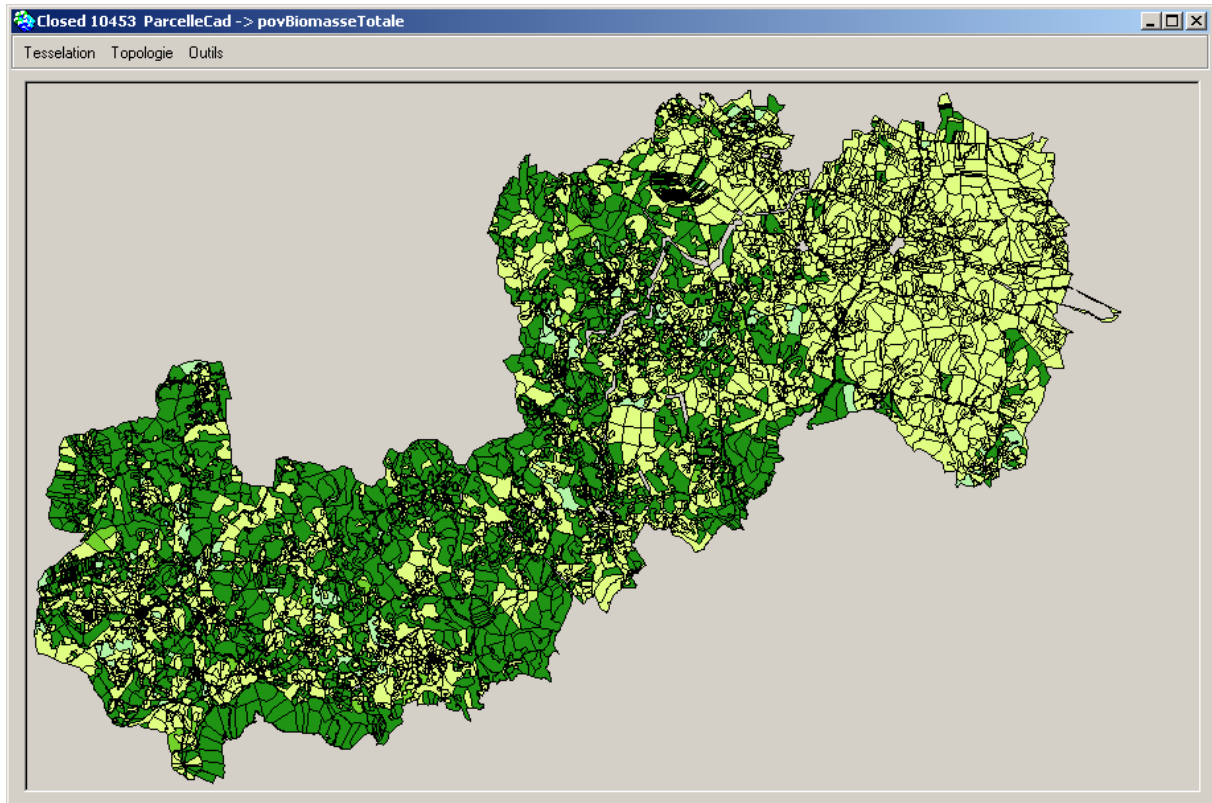 Closed 10453 ParcelleCad -> povBiomasseTotale
Tesselation Topologie Outils